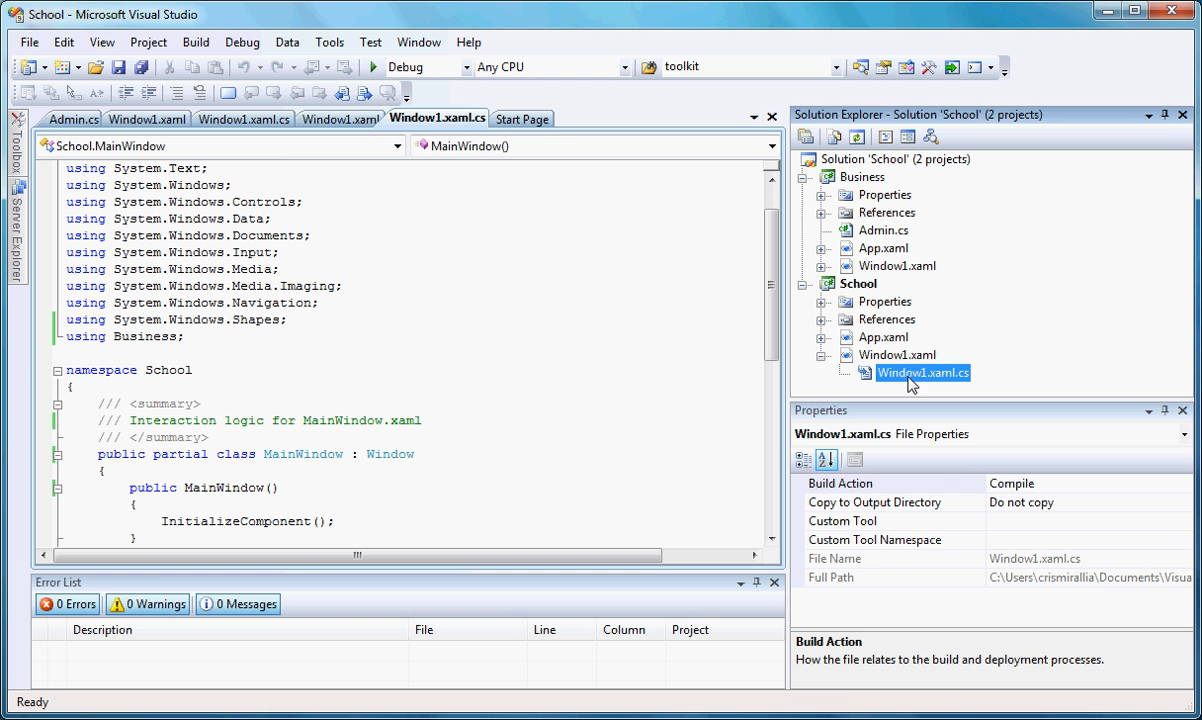 School - Microsoft Visual Studio
File Edit View Project Build Debug Data Tools Test Window Help
Debug Any CPU toolkit
Admin.cs Window1.xaml Window1.xaml.cs Window1.xaml Window1.xaml.cs Start Page
School.MainWindow MainWindow()
Toolbox
Server Explorer
using System.Text;
using System.Windows;
using System.Windows.Controls;
using System.Windows.Data;
using System.Windows.Documents;
using System.Windows.Input;
using System.Windows.Media;
using System.Windows.Media.Imaging;
using System.Windows.Navigation;
using System.Windows.Shapes;
using Business;
namespace School
{
/// <summary>
/// Interaction logic for MainWindow.xaml
/// </summary>
public partial class MainWindow : Window
{
public MainWindow()
{
InitializeComponent();
}
Error List
0 Errors 0 Warnings 0 Messages
Description File Line Column Project
Solution Explorer - Solution 'School' (2 projects)
Solution 'School' (2 projects)
Business
Properties
References
Admin.cs
App.xaml
Window1.xaml
School
Properties
References
App.xaml
Window1.xaml
Window1.xaml.cs
Properties
Window1.xaml.cs File Properties
Build Action Compile
Copy to Output Directory Do not copy
Custom Tool
Custom Tool Namespace
File Name Window1.xaml.cs
Full Path C:\Users\crismirallia\Documents\Visua
Build Action
How the file relates to the build and deployment processes.
Ready